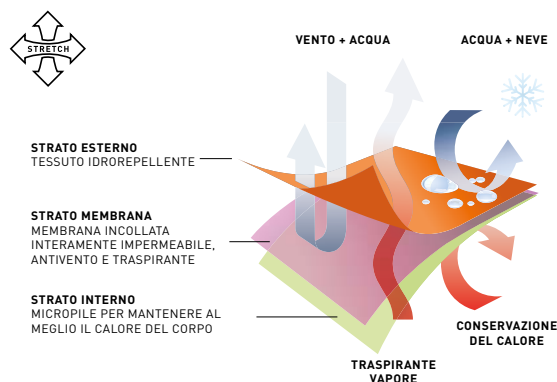 STRETCH
VENTO + ACQUA
ACQUA + NEVE
STRATO ESTERNO
TESSUTO IDROREPELLENTE
STRATO MEMBRANA
MEMBRANA INCOLLATA
INTERAMENTE IMPERMEABILE,
ANTIVENTO E TRASPIRANTE
STRATO INTERNO
MICROPILE PER MANTENERE AL
MEGLIO IL CALORE DEL CORPO
CONSERVAZIONE
DEL CALORE
TRASPIRANTE
VAPORE